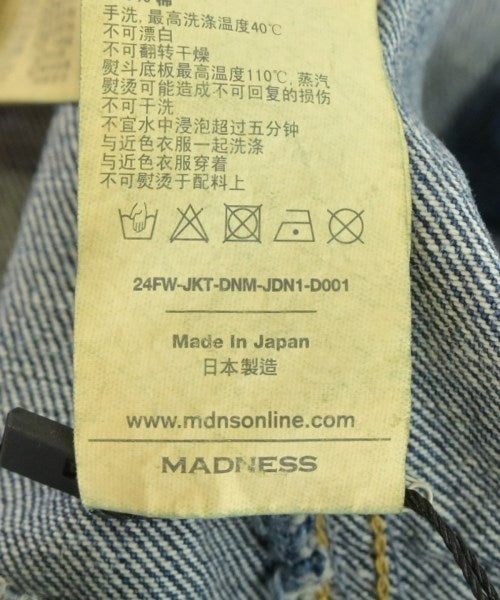 棉
手洗, 最高洗涤温度40℃
不可漂白
不可翻转干燥
熨斗底板最高温度110℃, 蒸汽
熨烫可能造成不可回复的损伤
不可干洗
不宜水中浸泡超过五分钟
与近色衣服一起洗涤
与近色衣服穿着
不可熨烫于配料上
24FW-JKT-DNM-JDN1-D001
Made In Japan
日本製造
www.mdnsonline.com
MADNESS